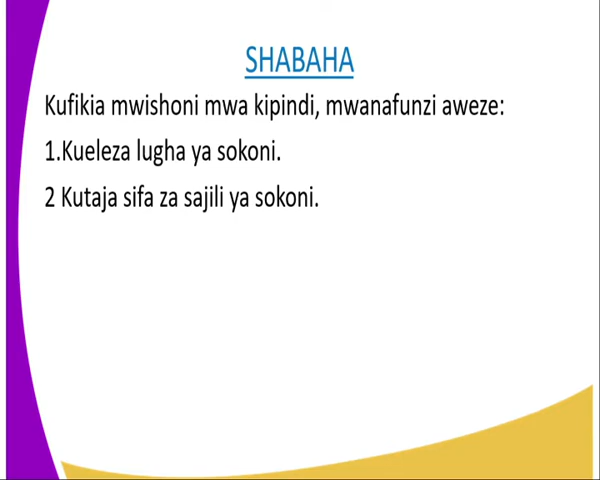 SHABAHA
Kufikia mwishoni mwa kipindi, mwanafunzi aweze:
1.Kueleza lugha ya sokoni.
2 Kutaja sifa za sajili ya sokoni.